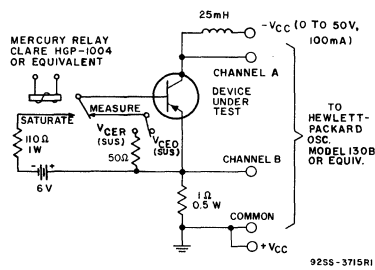 25mH
-VCC (0 TO 50V,
100mA)
MERCURY RELAY
CLARE HGP-1004
OR EQUIVALENT
CHANNEL A
DEVICE
UNDER
TEST
MEASURE
SATURATE
VCER
(SUS)
VCEO
(SUS)
110Ω
1W
50Ω
- +
6V
TO
HEWLETT-
PACKARD
OSC.
MODEL 130B
OR EQUIV.
CHANNEL B
1Ω
0.5 W
COMMON
+VCC
92SS-3715R1